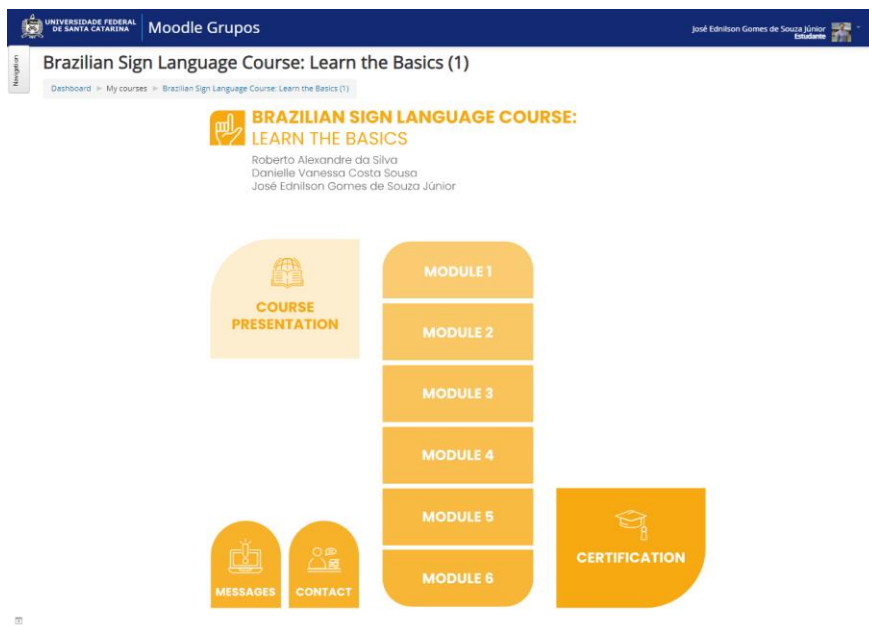 UNIVERSIDADE FEDERAL
DE SANTA CATARINA
Moodle Grupos
José Ednilson Gomes de Souza Júnior
Estudante
Navigation
Brazilian Sign Language Course: Learn the Basics (1)
Dashboard
My courses
Brazilian Sign Language Course: Learn the Basics (1)
BRAZILIAN SIGN LANGUAGE COURSE:
LEARN THE BASICS
Roberto Alexandre da Silva
Danielle Vanessa Costa Sousa
José Ednilson Gomes de Souza Júnior
COURSE
PRESENTATION
MODULE 1
MODULE 2
MODULE 3
MODULE 4
MODULE 5
MODULE 6
MESSAGES
CONTACT
CERTIFICATION